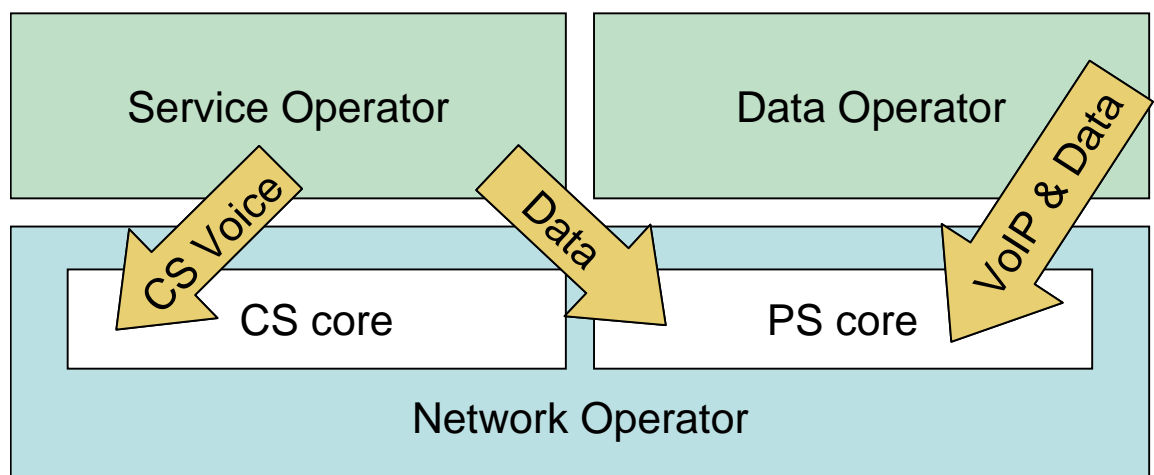 Service Operator
Data Operator
CS Voice
Data
VoIP & Data
CS core
PS core
Network Operator